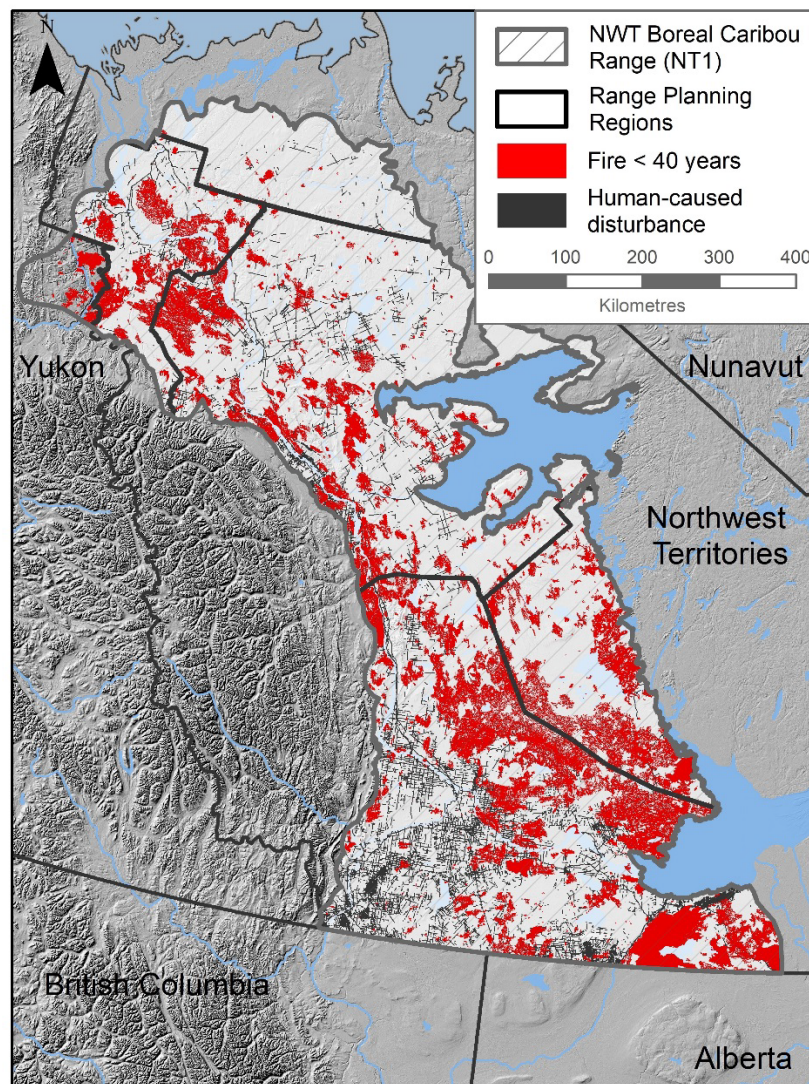 N
NWT Boreal Caribou
Range (NT1)
Range Planning
Regions
Fire < 40 years
Human-caused
disturbance
0 100 200 300 400
Kilometres
Yukon
Nunavut
Northwest
Territories
British Columbia
Alberta